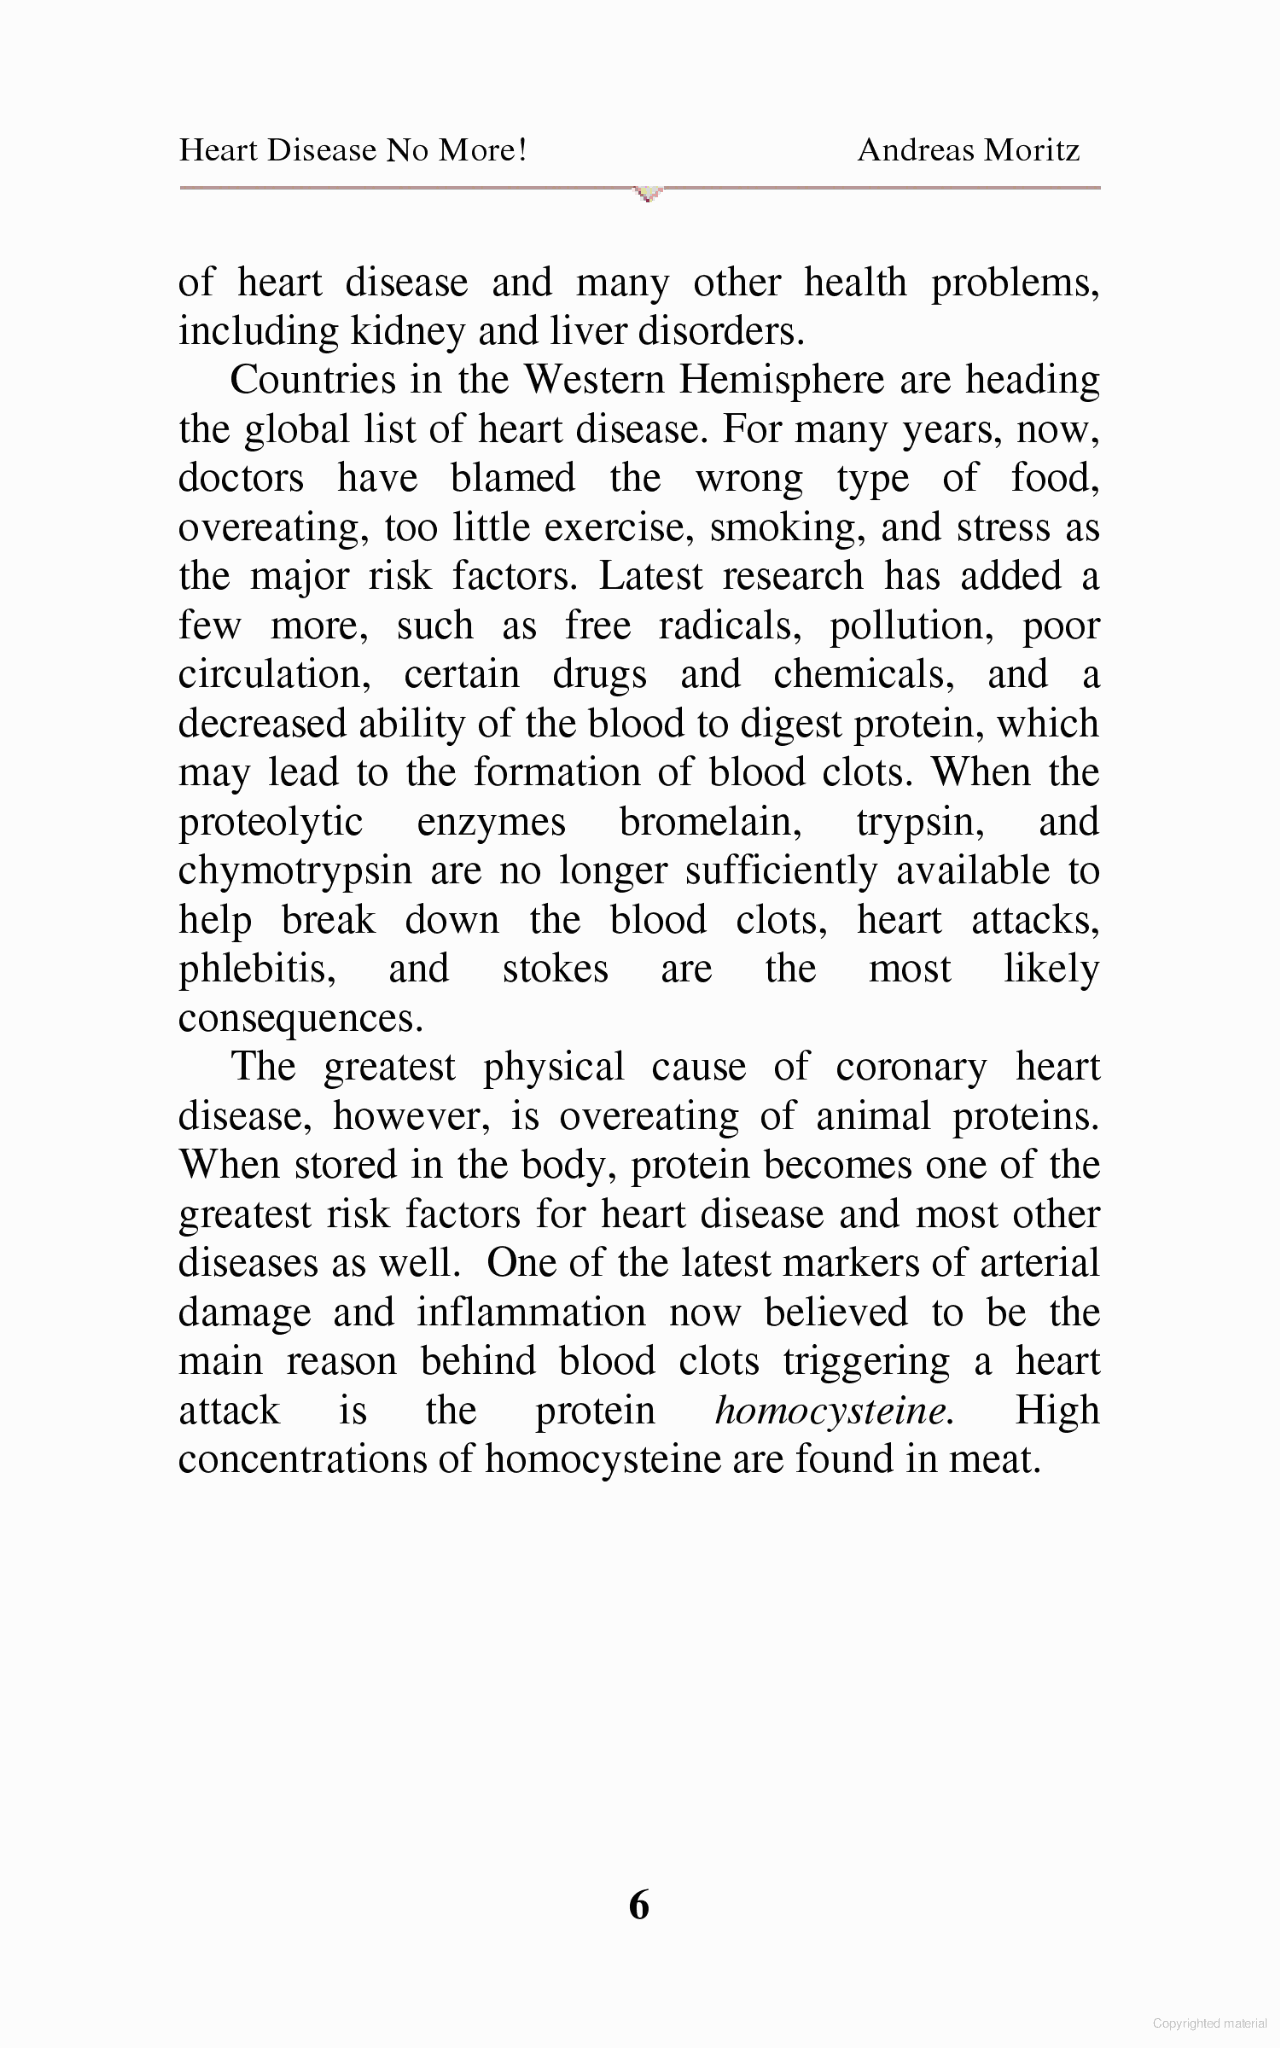 Heart Disease No More! Andreas Moritz
of heart disease and many other health problems,
including kidney and liver disorders.
Countries in the Western Hemisphere are heading
the global list of heart disease. For many years, now,
doctors have blamed the wrong type of food,
overeating, too little exercise, smoking, and stress as
the major risk factors. Latest research has added a
few more, such as free radicals, pollution, poor
circulation, certain drugs and chemicals, and a
decreased ability of the blood to digest protein, which
may lead to the formation of blood clots. When the
proteolytic enzymes bromelain, trypsin, and
chymotrypsin are no longer sufficiently available to
help break down the blood clots, heart attacks,
phlebitis, and stokes are the most likely
consequences.
The greatest physical cause of coronary heart
disease, however, is overeating of animal proteins.
When stored in the body, protein becomes one of the
greatest risk factors for heart disease and most other
diseases as well. One of the latest markers of arterial
damage and inflammation now believed to be the
main reason behind blood clots triggering a heart
attack is the protein homocysteine. High
concentrations of homocysteine are found in meat.
6
Copyrighted material